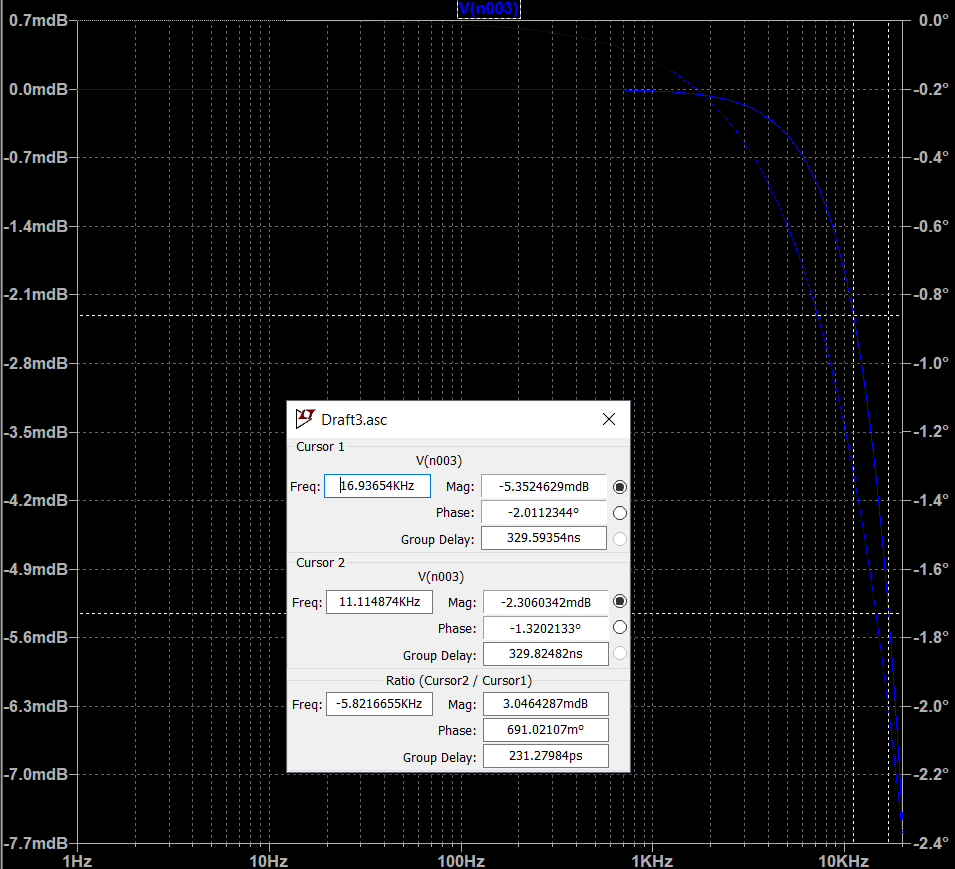 V(n003)
0.7mdB
0.0mdB
-0.7mdB
-1.4mdB
-2.1mdB
-2.8mdB
-3.5mdB
-4.2mdB
-4.9mdB
-5.6mdB
-6.3mdB
-7.0mdB
-7.7mdB
0.0°
-0.2°
-0.4°
-0.6°
-0.8°
-1.0°
-1.2°
-1.4°
-1.6°
-1.8°
-2.0°
-2.2°
-2.4°
1Hz
10Hz
100Hz
1KHz
10KHz
Draft3.asc
Cursor 1
V(n003)
Freq: 16.93654KHz Mag: -5.3524629mdB
Phase: -2.0112344°
Group Delay: 329.59354ns
Cursor 2
V(n003)
Freq: 11.114874KHz Mag: -2.3060342mdB
Phase: -1.3202133°
Group Delay: 329.82482ns
Ratio (Cursor2 / Cursor1)
Freq: -5.8216655KHz Mag: 3.0464287mdB
Phase: 691.02107m°
Group Delay: 231.27984ps